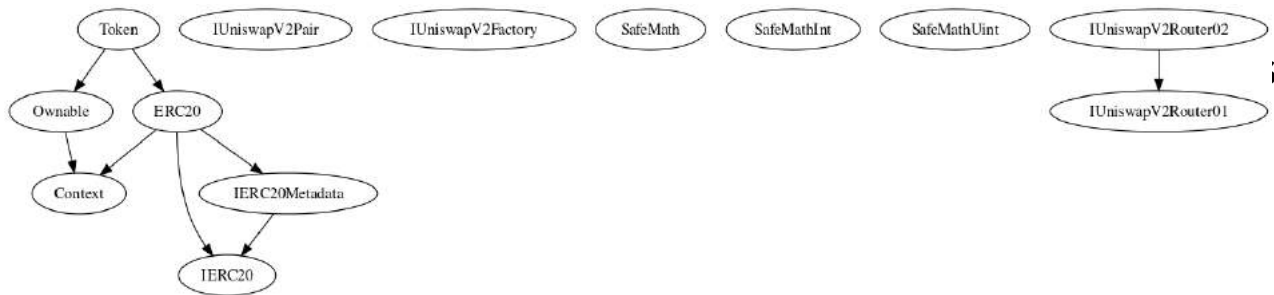 Token
IUniswapV2Pair
IUniswapV2Factory
SafeMath
SafeMathInt
SafeMathUint
IUniswapV2Router02
Ownable
ERC20
IUniswapV2Router01
Context
IERC20Metadata
IERC20